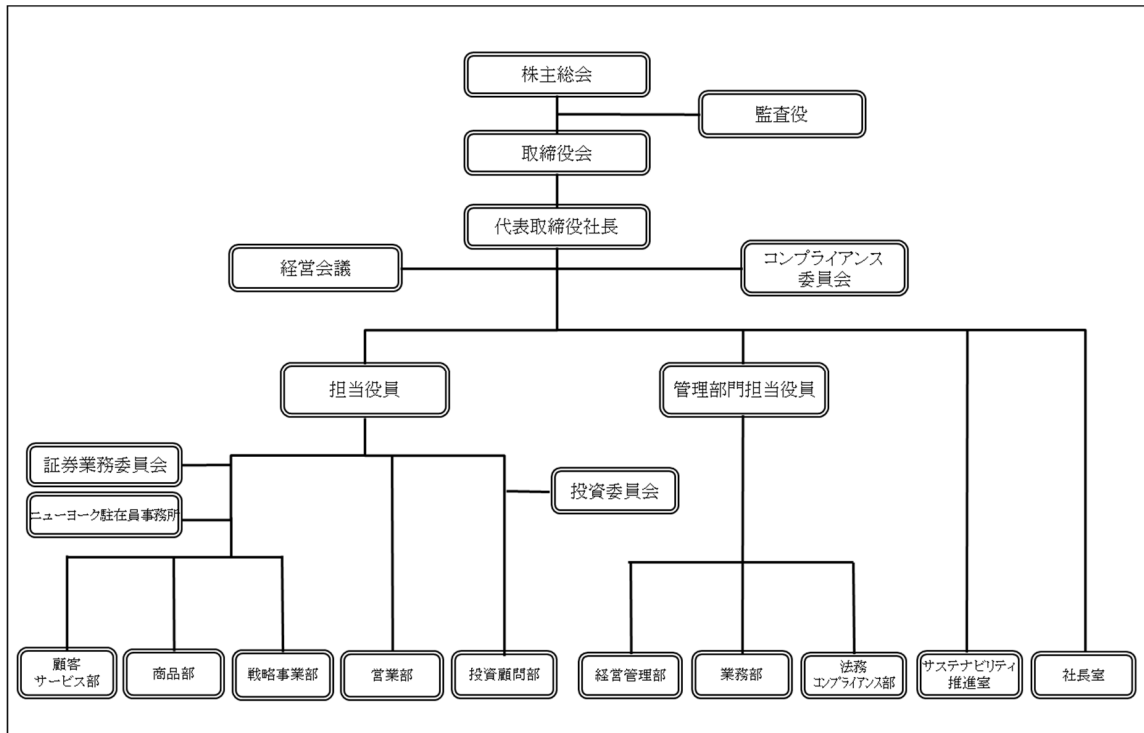 株主総会
監査役
取締役会
代表取締役社長
経営会議
コンプライアンス
委員会
担当役員
管理部門担当役員
証券業務委員会
投資委員会
ニューヨーク駐在員事務所
顧客
サービス部
商品部
戦略事業部
営業部
投資顧問部
経営管理部
業務部
法務
コンプライアンス部
サステナビリティ
推進室
社長室